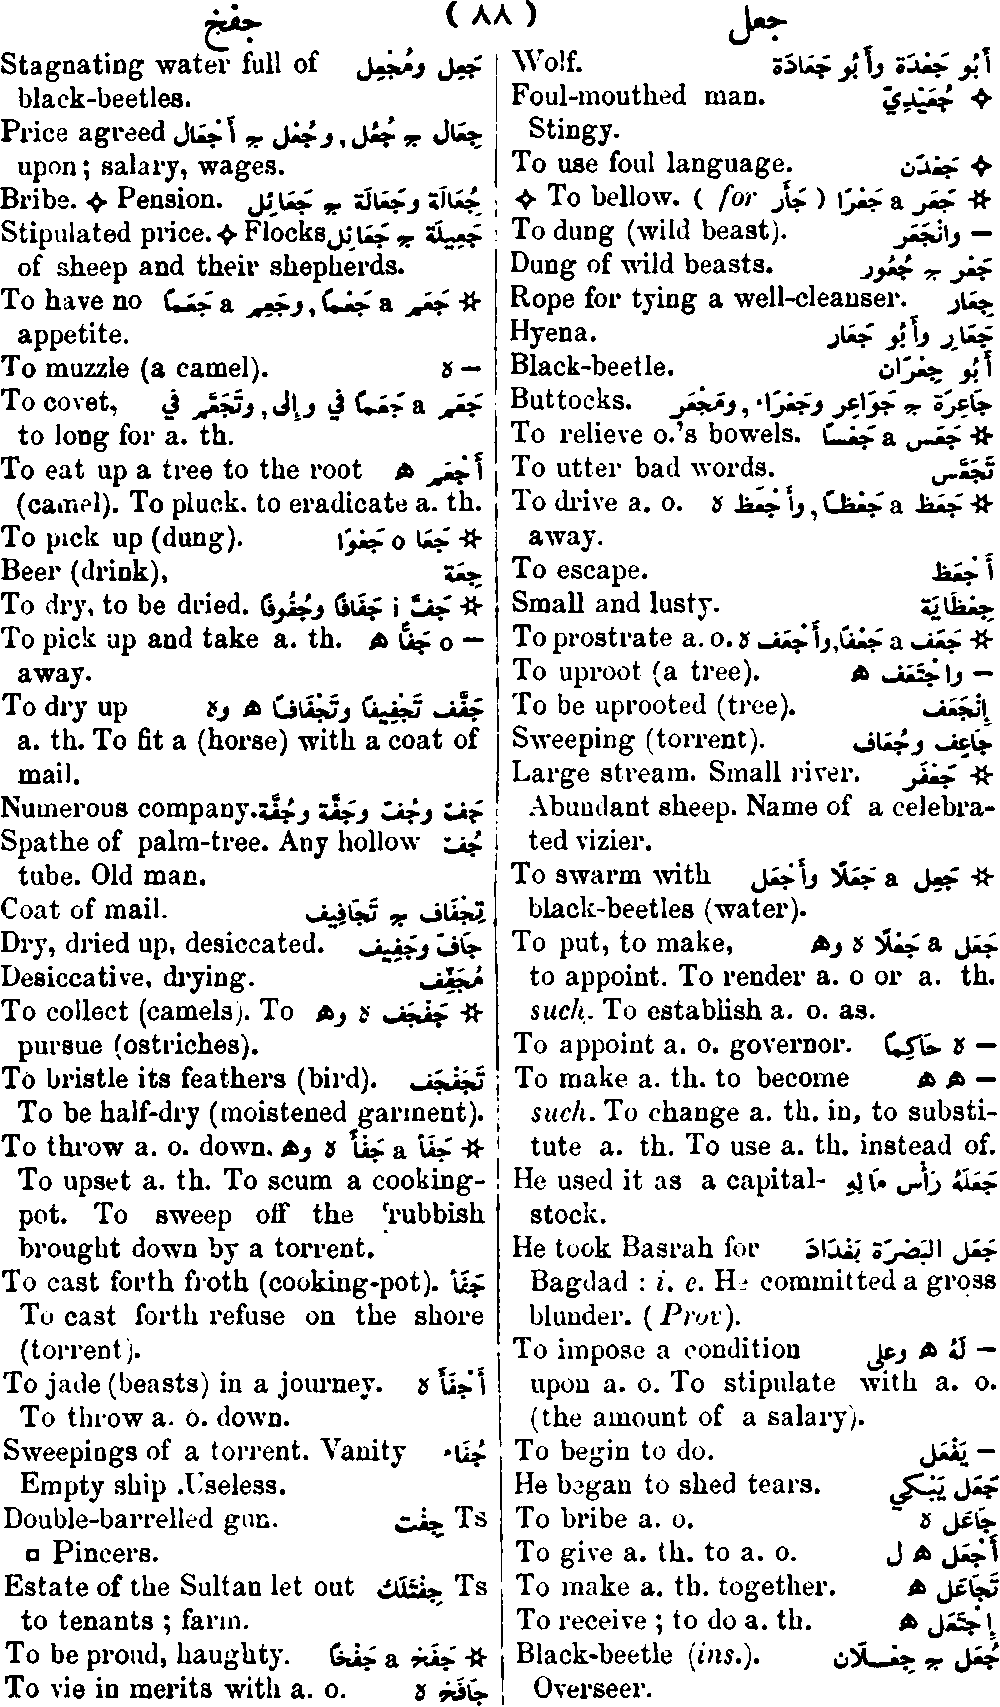 جفخ ( ٨٨ ) جعل
Wolf. أَبُو جَعْدَة وأَبُو جَعَادَة
Foul-mouthed man. ✧ جُعَيْدِيّ
Stingy.
To use foul language. ✧ جَعْدَن
✧ To bellow. ( for جَأَر ) ☆ جَعَر a جَعْرًا
To dung (wild beast). — وانْجَعَر
Dung of wild beasts. جَعْر ج جُعُور
Rope for tying a well-cleanser. جِعَار
Hyena. جَعَارِ وأَبُو جَعَار
Black-beetle. أَبُو جِعْرَان
Buttocks. جَاعِرَة ج جَوَاعِر وجَعْرَاء, ومَجْعَر
To relieve o.'s bowels. ☆ جَعَس a جَعْسًا
To utter bad words. تَجَعَّس
To drive a. o. ☆ جَعَظ a جَعْظًا, وأَجْعَظ ه
away.
To escape. أَجْعَظ
Small and lusty. جِعْظَايَة
To prostrate a. o. ☆ جَعَف a جَعْفًا, وأَجْعَف ه
To uproot (a tree). — واجْتَعَف ھ
To be uprooted (tree). إِنْجَعَف
Sweeping (torrent). جَاعِف وجُعَاف
Large stream. Small river. ☆ جَعْفَر
Abundant sheep. Name of a celebra-
ted vizier.
To swarm with ☆ جَعِل a جَعَلًا وأَجْعَل
black-beetles (water).
To put, to make, جَعَل a جَعْلًا ه وھ
to appoint. To render a. o or a. th.
such. To establish a. o. as.
To appoint a. o. governor. — ه حَاكِمًا
To make a. th. to become — ھ ھ
such. To change a. th. in, to substi-
tute a. th. To use a. th. instead of.
He used it as a capital- جَعَلَهُ رَأْس مَالِهِ
stock.
He took Basrah for جَعَل البَصْرَة بَغْدَادَ
Bagdad : i. e. He committed a gross
blunder. (Prov).
To impose a condition — لَهُ ھ وعلى
upon a. o. To stipulate with a. o.
(the amount of a salary).
To begin to do. — يَفْعَل
He began to shed tears. جَعَل يَبْكي
To bribe a. o. جَاعَل ه
To give a. th. to a. o. أَجْعَل ھ ل
To make a. th. together. تَجَاعَل ھ
To receive ; to do a. th. إِجْتَعَل ھ
Black-beetle (ins.). جُعَل ج جِعْلَان
Overseer.
Stagnating water full of جَعِل ومُجْعِل
black-beetles.
Price agreed جِعَال ج جُعُل, وجُعْل ج أَجْعَال
upon ; salary, wages.
Bribe. ✧ Pension. جُعَالَة وجَعَالَة ج جَعَائِل
Stipulated price. ✧ Flocks جَعِيلَة ج جَعَائِل
of sheep and their shepherds.
To have no ☆ جَعَم a جَعْمًا, وجَعِم a جَعَمًا
appetite.
To muzzle (a camel). — ه
To covet, جَعِم a جَعَمًا في وإلى, وتَجَعَّم في
to long for a. th.
To eat up a tree to the root أَجْعَم ھ
(camel). To pluck. to eradicate a. th.
To pick up (dung). ☆ جَعَا o جَعْوًا
Beer (drink), جِعَة
To dry, to be dried. ☆ جَفَّ i جَفَافًا وجُفُوفًا
To pick up and take a. th. — o جَفًّا ھ
away.
To dry up جَفَّف تَجْفِيفًا وتَجْفَافًا ھ وه
a. th. To fit a (horse) with a coat of
mail.
Numerous company. جَفّ وجُفّ وجَفَّة وجُفَّة
Spathe of palm-tree. Any hollow جُفّ
tube. Old man.
Coat of mail. تِجْفَاف ج تَجَافِيف
Dry, dried up, desiccated. جَافّ وجَفِيف
Desiccative, drying. مُجَفِّف
To collect (camels). To ☆ جَفْجَف ه وھ
pursue (ostriches).
To bristle its feathers (bird). تَجَفْجَف
To be half-dry (moistened garment).
To throw a. o. down. ☆ جَفَأ a جَفْأً ه وھ
To upset a. th. To scum a cooking-
pot. To sweep off the rubbish
brought down by a torrent.
To cast forth froth (cooking-pot). جَفَأ
To cast forth refuse on the shore
(torrent).
To jade (beasts) in a journey. أَجْفَأ ه
To throw a. o. down.
Sweepings of a torrent. Vanity جُفَاء
Empty ship .Useless.
Double-barrelled gun. Ts جِفْت
▫ Pincers.
Estate of the Sultan let out Ts جِفْتَلَك
to tenants ; farm.
To be proud, haughty. ☆ جَفَخ a جَفْخًا
To vie in merits with a. o. جَافَخ ه